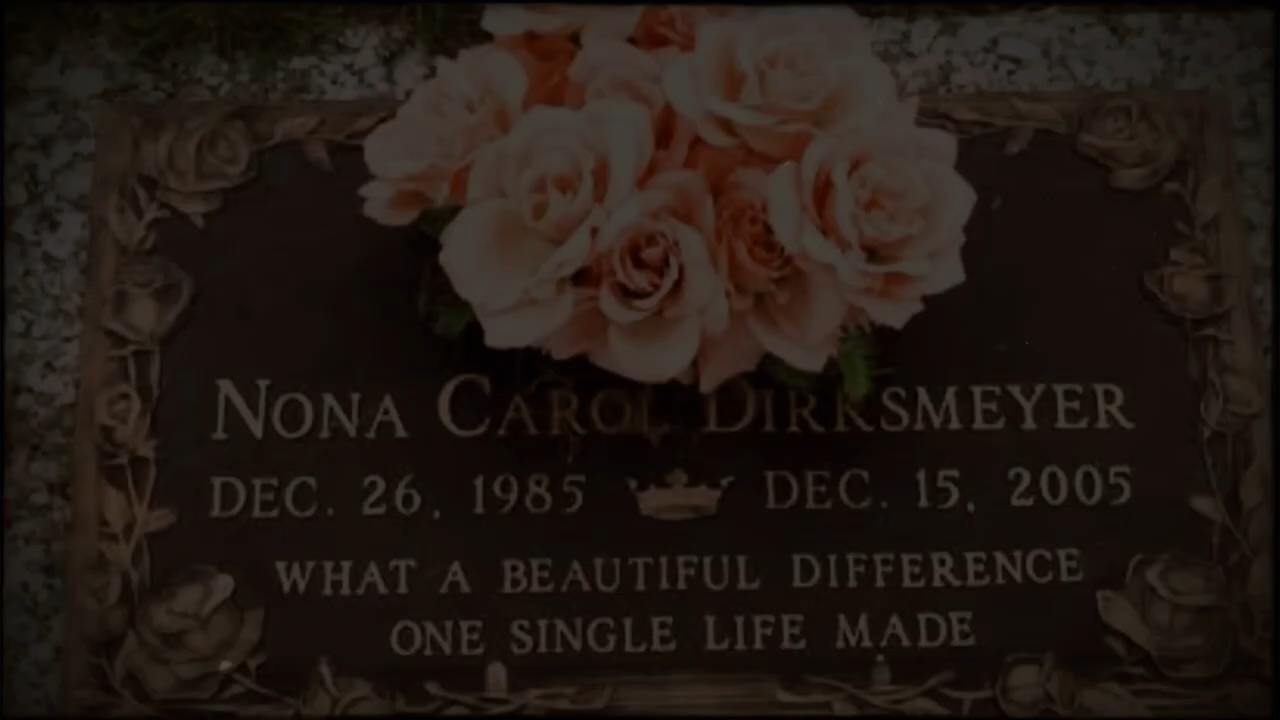 NONA CAROL DIRKSMEYER
DEC. 26, 1985 DEC. 15, 2005
WHAT A BEAUTIFUL DIFFERENCE
ONE SINGLE LIFE MADE